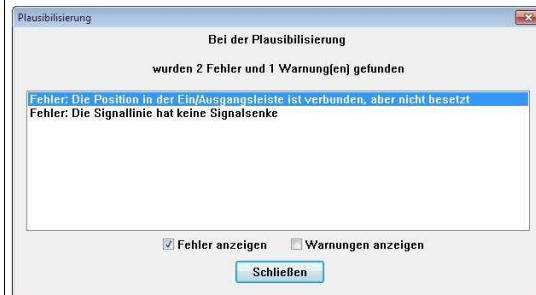 Plausibilisierung
Bei der Plausibilisierung
wurden 2 Fehler und 1 Warnung(en) gefunden
Fehler: Die Position in der Ein/Ausgangsleiste ist verbunden, aber nicht besetzt
Fehler: Die Signallinie hat keine Signalsenke
Fehler anzeigen Warnungen anzeigen
Schließen